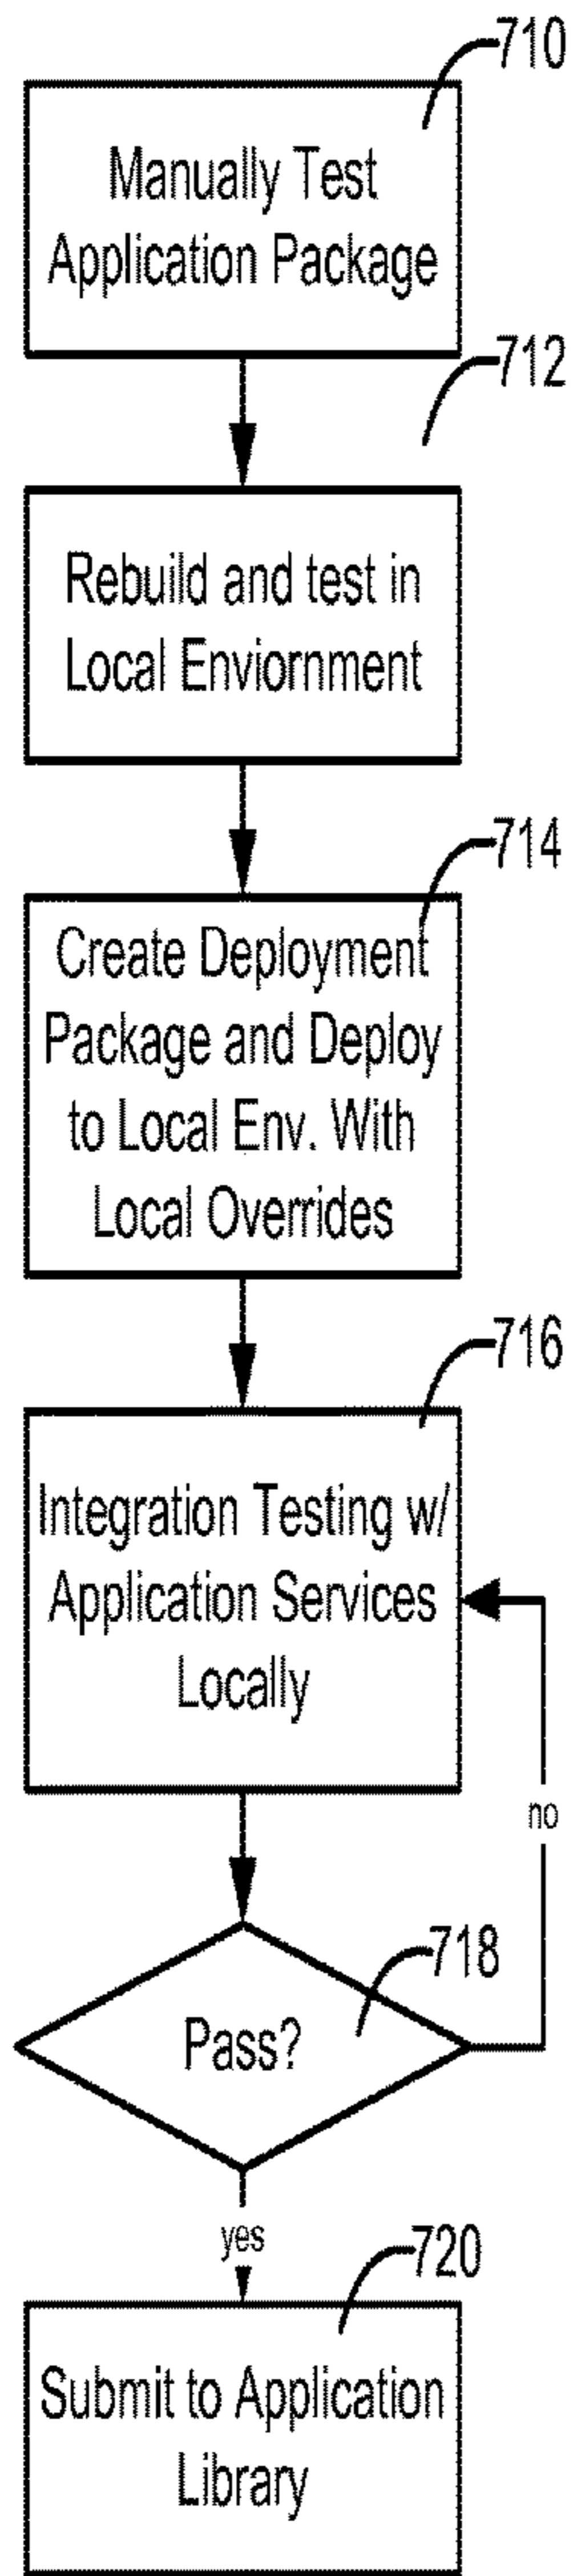 710
Manually Test
Application Package
712
Rebuild and test in
Local Enviornment
714
Create Deployment
Package and Deploy
to Local Env. With
Local Overrides
716
Integration Testing w/
Application Services
Locally
no
718
Pass?
yes
720
Submit to Application
Library